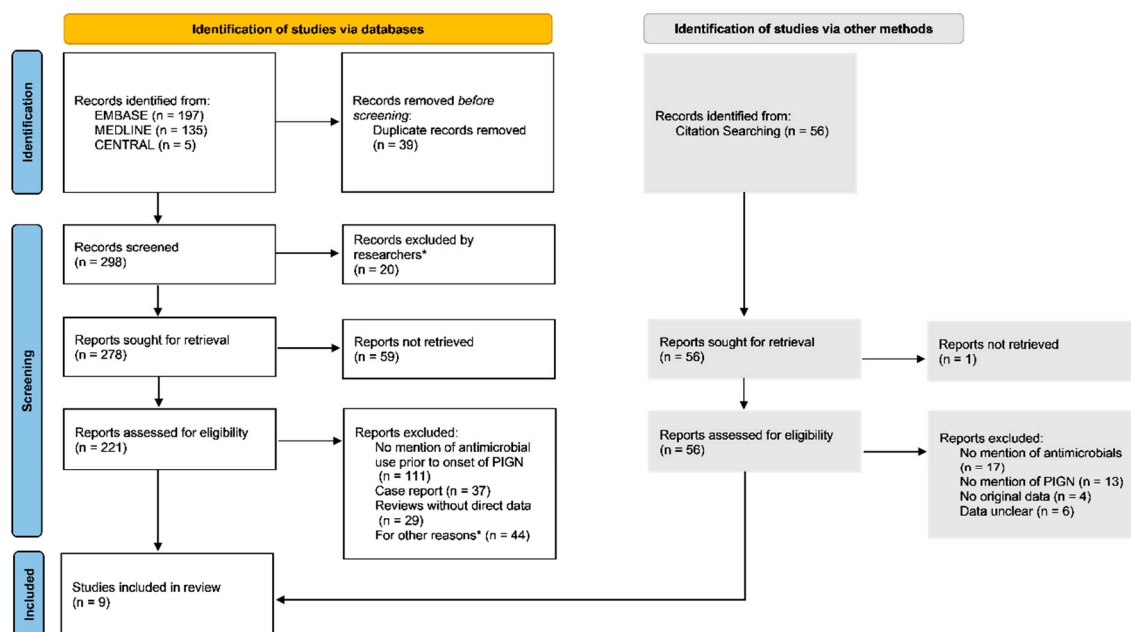 Identification of studies via databases
Identification of studies via other methods
Identification
Records identified from:
EMBASE (n = 197)
MEDLINE (n = 135)
CENTRAL (n = 5)
Records removed before
screening:
Duplicate records removed
(n = 39)
Records identified from:
Citation Searching (n = 56)
Screening
Records screened
(n = 298)
Records excluded by
researchers*
(n = 20)
Reports sought for retrieval
(n = 278)
Reports not retrieved
(n = 59)
Reports sought for retrieval
(n = 56)
Reports not retrieved
(n = 1)
Reports assessed for eligibility
(n = 221)
Reports excluded:
No mention of antimicrobial
use prior to onset of PIGN
(n = 111)
Case report (n = 37)
Reviews without direct data
(n = 29)
For other reasons* (n = 44)
Reports assessed for eligibility
(n = 56)
Reports excluded:
No mention of antimicrobials
(n = 17)
No mention of PIGN (n = 13)
No original data (n = 4)
Data unclear (n = 6)
Included
Studies included in review
(n = 9)